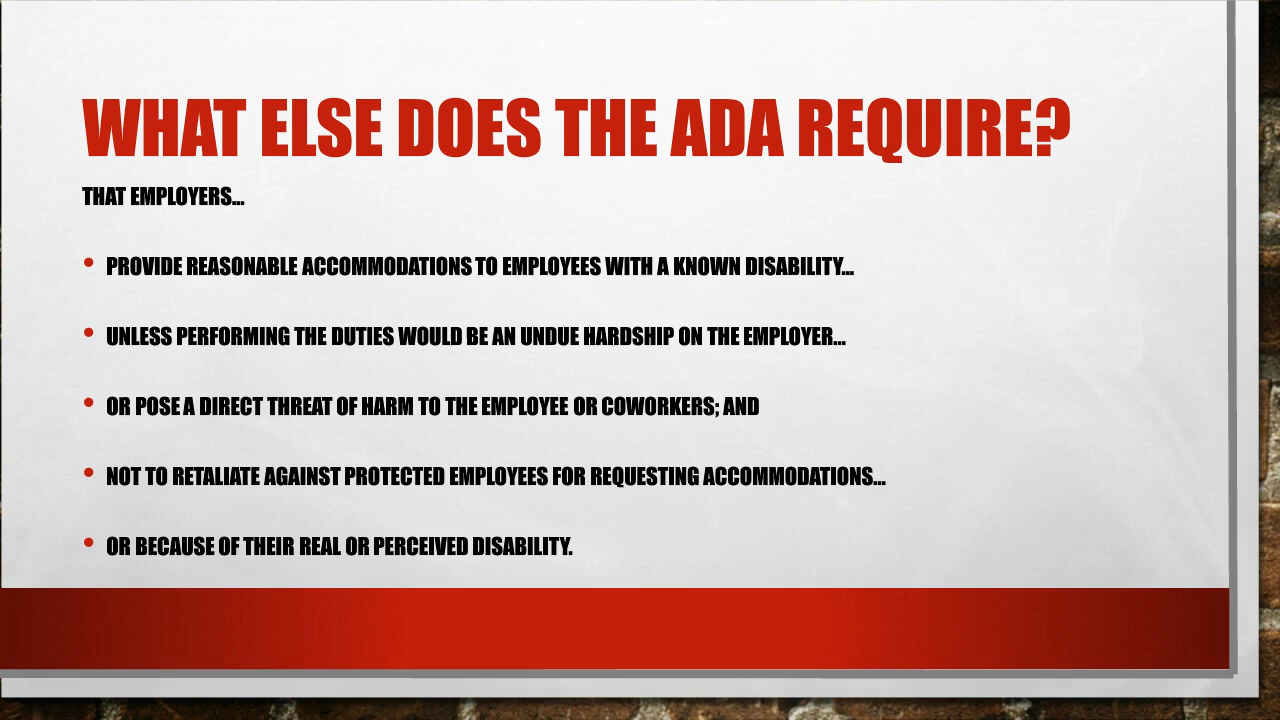 WHAT ELSE DOES THE ADA REQUIRE?
THAT EMPLOYERS...
• PROVIDE REASONABLE ACCOMMODATIONS TO EMPLOYEES WITH A KNOWN DISABILITY...
• UNLESS PERFORMING THE DUTIES WOULD BE AN UNDUE HARDSHIP ON THE EMPLOYER...
• OR POSE A DIRECT THREAT OF HARM TO THE EMPLOYEE OR COWORKERS; AND
• NOT TO RETALIATE AGAINST PROTECTED EMPLOYEES FOR REQUESTING ACCOMMODATIONS...
• OR BECAUSE OF THEIR REAL OR PERCEIVED DISABILITY.